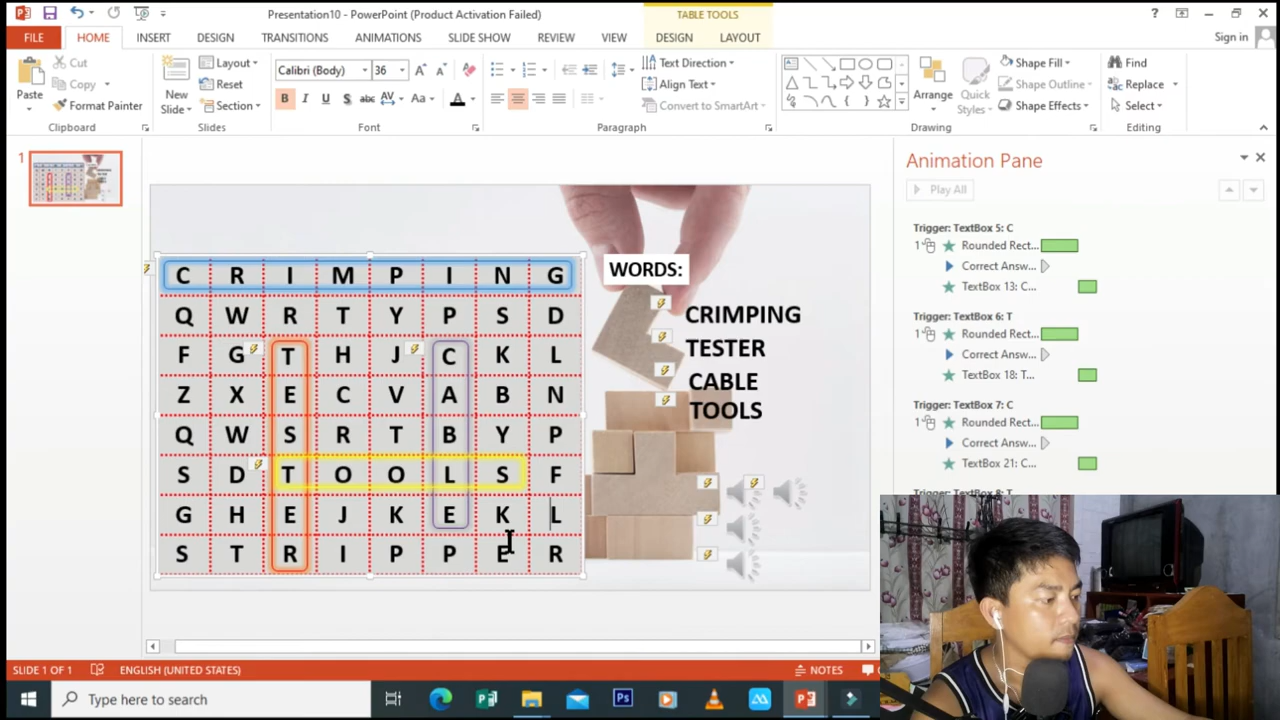 Presentation10 - PowerPoint (Product Activation Failed)
TABLE TOOLS
Sign in
FILE HOME INSERT DESIGN TRANSITIONS ANIMATIONS SLIDE SHOW REVIEW VIEW DESIGN LAYOUT
Paste
Cut
Copy
Format Painter
Clipboard
New Slide
Layout
Reset
Section
Slides
Calibri (Body) 36
Font
Text Direction
Align Text
Convert to SmartArt
Paragraph
Arrange
Quick Styles
Shape Fill
Shape Outline
Shape Effects
Drawing
Find
Replace
Select
Editing
1
C R I M P I N G
Q W R T Y P S D
F G T H J C K L
Z X E C V A B N
Q W S R T B Y P
S D T O O L S F
G H E J K E K L
S T R I P P E R
WORDS:
CRIMPING
TESTER
CABLE
TOOLS
Animation Pane
Play All
Trigger: TextBox 5: C
1 Rounded Rect...
Correct Answ...
TextBox 13: C...
Trigger: TextBox 6: T
1 Rounded Rect...
Correct Answ...
TextBox 18: T...
Trigger: TextBox 7: C
1 Rounded Rect...
Correct Answ...
TextBox 21: C...
SLIDE 1 OF 1 ENGLISH (UNITED STATES) NOTES
Type here to search